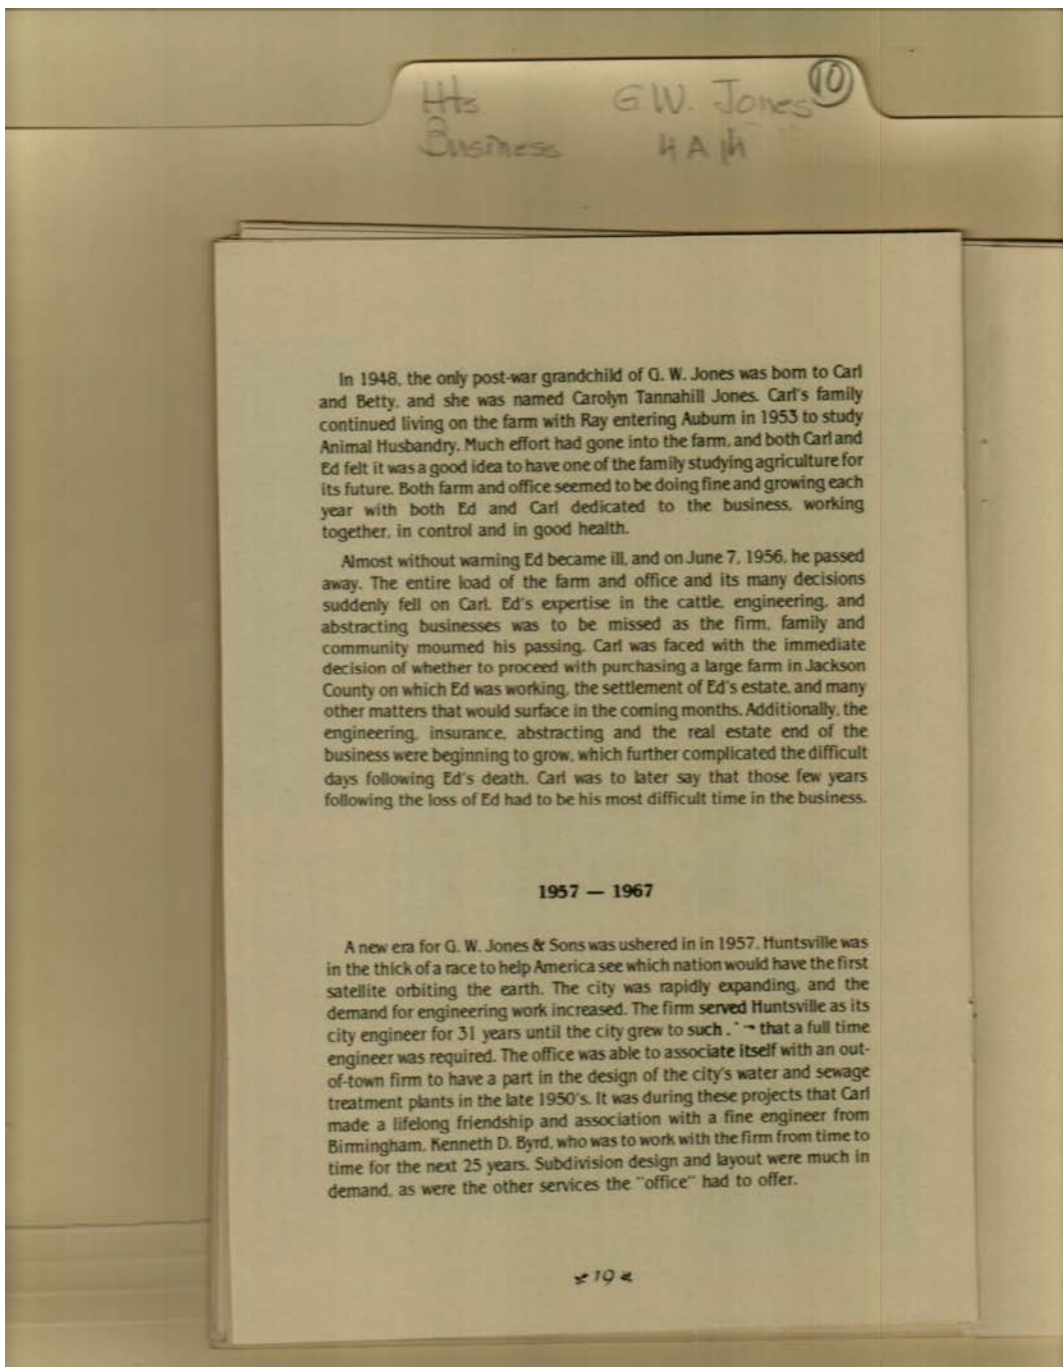 Hts G.W. Jones 10
Business
In 1948, the only post-war grandchild of G. W. Jones was born to Carl
and Betty, and she was named Carolyn Tannahill Jones. Carl's family
continued living on the farm with Ray entering Auburn in 1953 to study
Animal Husbandry. Much effort had gone into the farm, and both Carl and
Ed felt it was a good idea to have one of the family studying agriculture for
its future. Both farm and office seemed to be doing fine and growing each
year with both Ed and Carl dedicated to the business, working
together, in control and in good health.
Almost without warning Ed became ill, and on June 7, 1956, he passed
away. The entire load of the farm and office and its many decisions
suddenly fell on Carl. Ed's expertise in the cattle, engineering, and
abstracting businesses was to be missed as the firm, family and
community mourned his passing. Carl was faced with the immediate
decision of whether to proceed with purchasing a large farm in Jackson
County on which Ed was working, the settlement of Ed's estate, and many
other matters that would surface in the coming months. Additionally, the
engineering, insurance, abstracting and the real estate end of the
business were beginning to grow, which further complicated the difficult
days following Ed's death. Carl was to later say that those few years
following the loss of Ed had to be his most difficult time in the business.
1957 — 1967
A new era for G. W. Jones & Sons was ushered in in 1957. Huntsville was
in the thick of a race to help America see which nation would have the first
satellite orbiting the earth. The city was rapidly expanding, and the
demand for engineering work increased. The firm served Huntsville as its
city engineer for 31 years until the city grew to such that a full time
engineer was required. The office was able to associate itself with an out-
of-town firm to have a part in the design of the city's water and sewage
treatment plants in the late 1950's. It was during these projects that Carl
made a lifelong friendship and association with a fine engineer from
Birmingham, Kenneth D. Byrd, who was to work with the firm from time to
time for the next 25 years. Subdivision design and layout were much in
demand, as were the other services the "office" had to offer.
19